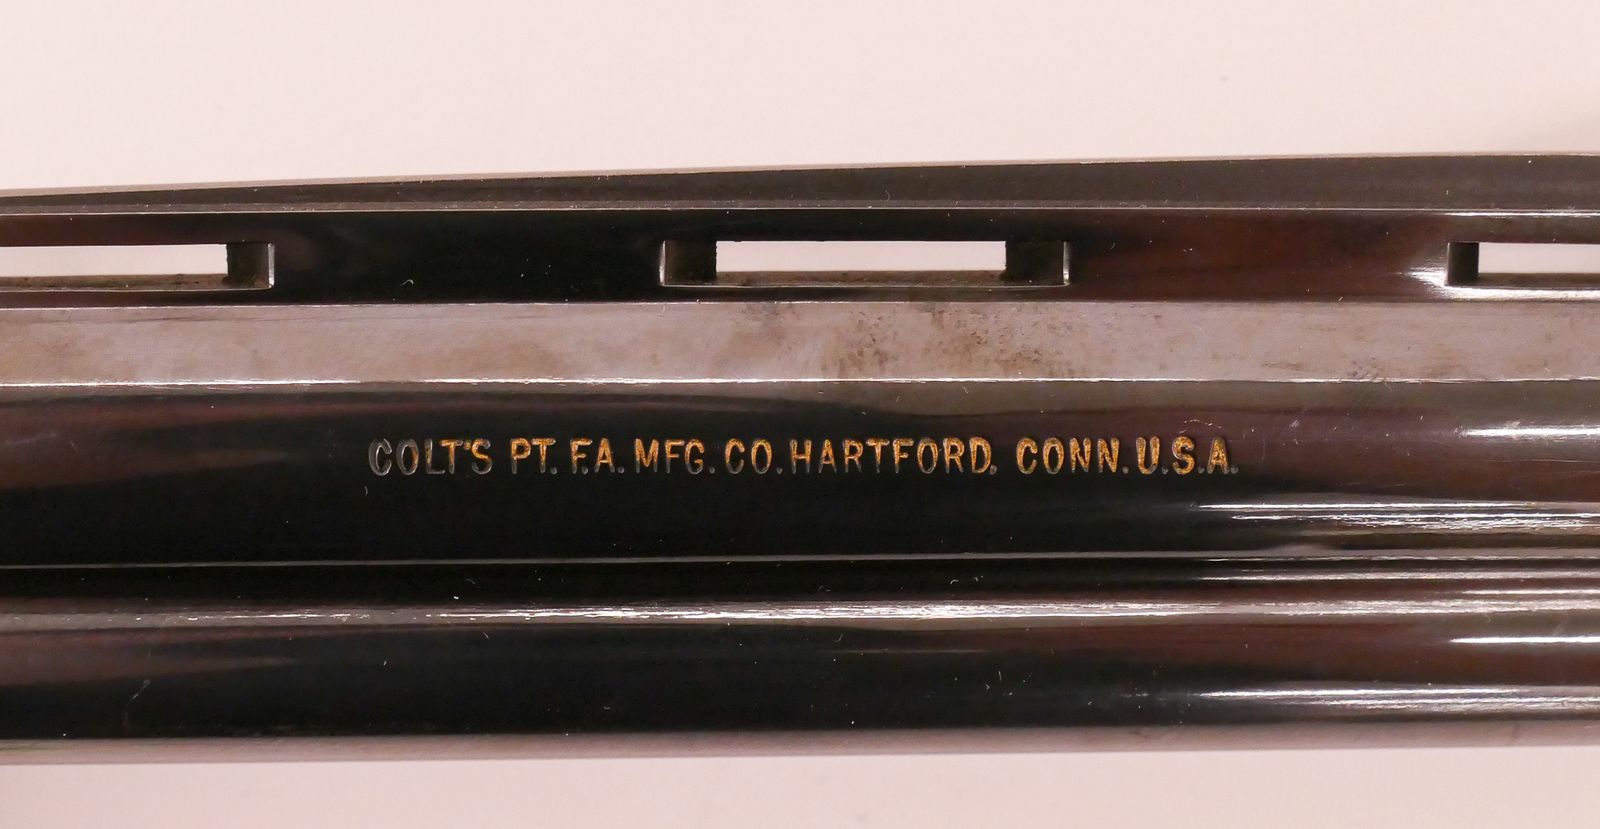 COLT'S PT. F.A. MFG. CO. HARTFORD, CONN. U.S.A.